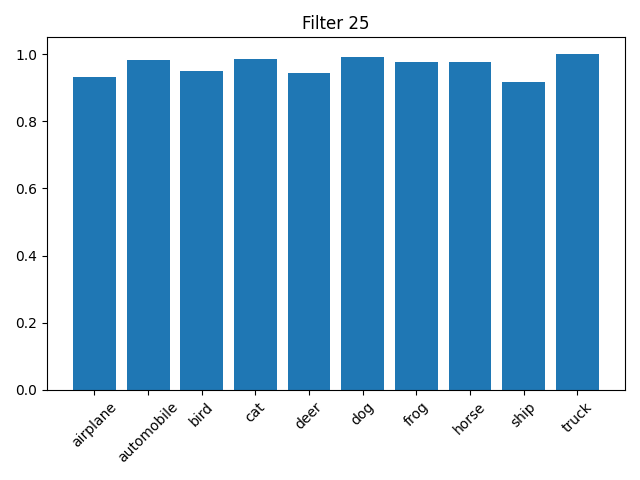 Filter 25
1.0
0.8
0.6
0.4
0.2
0.0
airplane
automobile
bird
cat
deer
dog
frog
horse
ship
truck